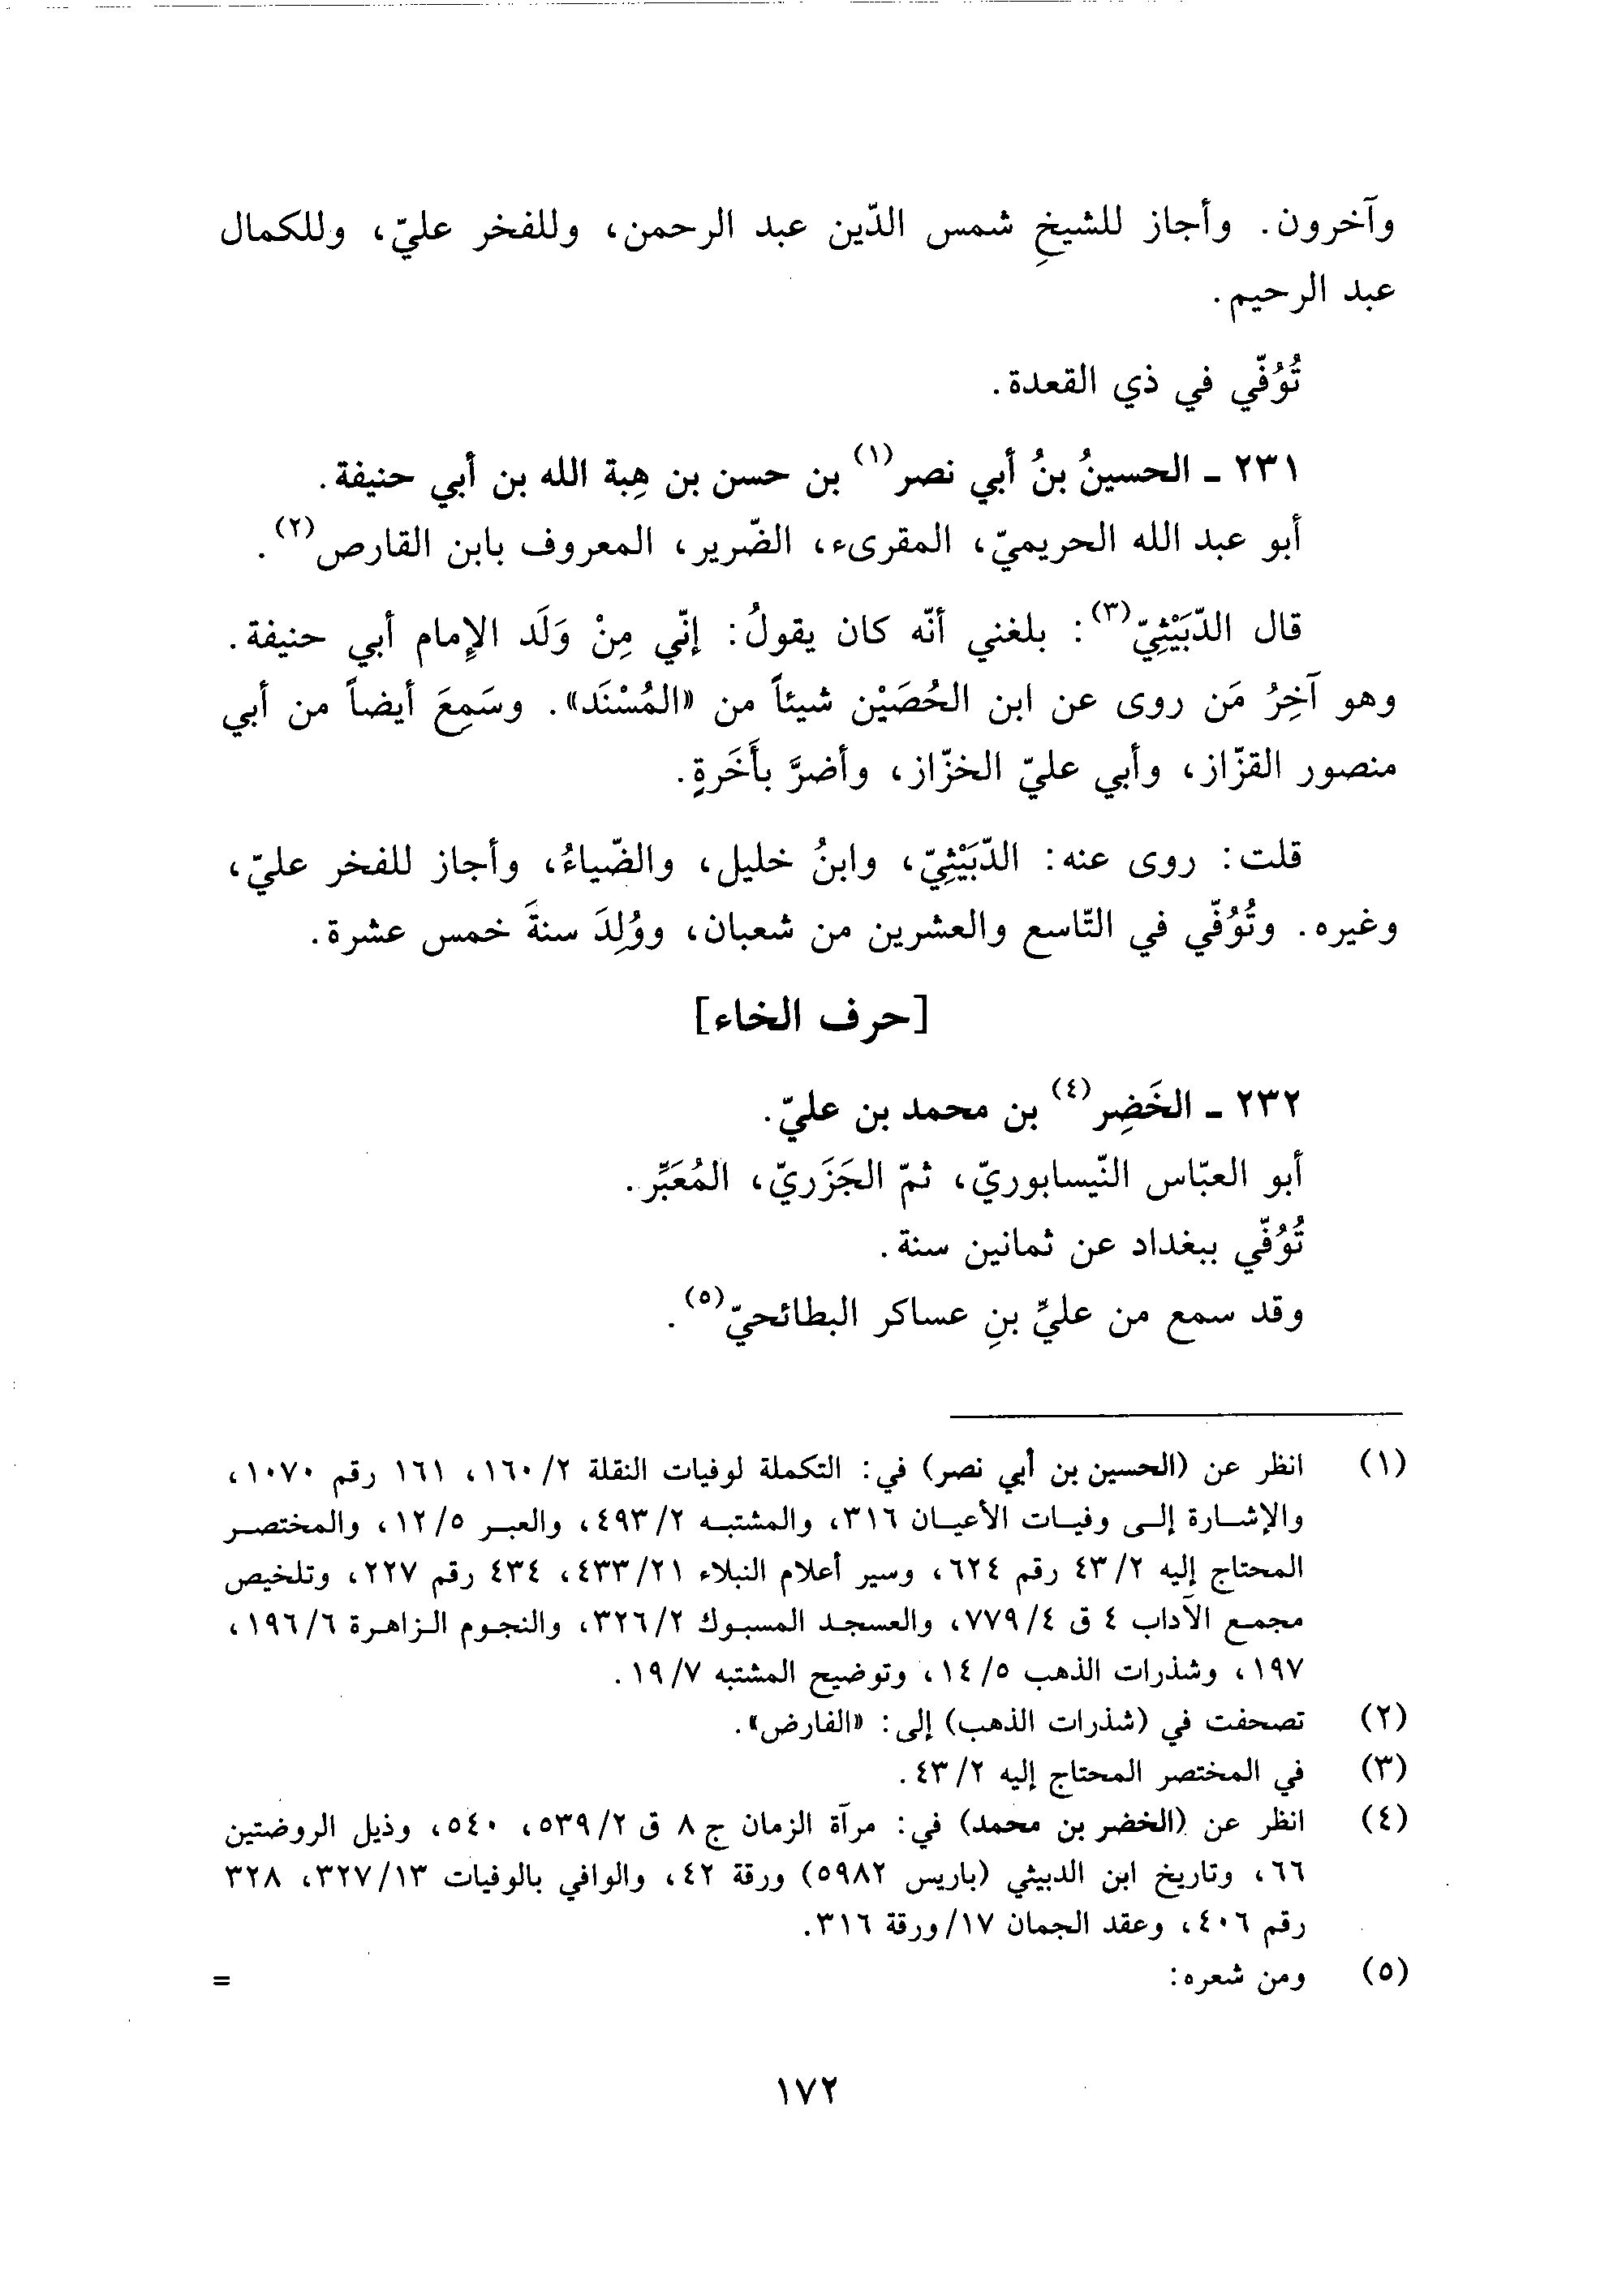 وآخرون. وأجاز للشيخِ شمس الدّين عبد الرحمن، وللفخر عليّ، وللكمال
عبد الرحيم.
تُوُفّي في ذي القعدة.
٢٣١ ـ الحسينُ بنُ أبي نصر(١) بن حسن بن هِبة الله بن أبي حنيفة.
أبو عبد الله الحريميّ، المقرىء، الضّرير، المعروف بابن القارص(٢).
قال الدّبَيْثِيّ(٣): بلغني أنّه كان يقولُ: إنّي مِنْ وَلَد الإِمام أبي حنيفة.
وهو آخِرُ مَن روى عن ابن الحُصَيْن شيئاً من «المُسْنَد». وسَمِعَ أيضاً من أبي
منصور القزّاز، وأبي عليّ الخزّاز، وأضرَّ بأَخَرةٍ.
قلت: روى عنه: الدّبَيْثِيّ، وابنُ خليل، والضّياءُ، وأجاز للفخر عليّ،
وغيره. وتُوُفّي في التّاسع والعشرين من شعبان، ووُلِدَ سنةَ خمس عشرة.
[حرف الخاء]
٢٣٢ ـ الخَضِر(٤) بن محمد بن عليّ.
أبو العبّاس النّيسابوريّ، ثمّ الجَزَريّ، المُعَبِّر.
تُوُفّي ببغداد عن ثمانين سنة.
وقد سمع من عليِّ بنِ عساكر البطائحيّ(٥).
(١) انظر عن (الحسين بن أبي نصر) في: التكملة لوفيات النقلة ٢/١٦٠، ١٦١ رقم ١٠٧٠،
والإشارة إلى وفيات الأعيان ٣١٦، والمشتبه ٢/٤٩٣، والعبر ٥/١٢، والمختصر
المحتاج إليه ٢/٤٣ رقم ٦٢٤، وسير أعلام النبلاء ٢١/٤٣٣، ٤٣٤ رقم ٢٢٧، وتلخيص
مجمع الآداب ٤ ق ٤/٧٧٩، والعسجد المسبوك ٢/٣٢٦، والنجوم الزاهرة ٦/١٩٦،
١٩٧، وشذرات الذهب ٥/١٤، وتوضيح المشتبه ٧/١٩.
(٢) تصحفت في (شذرات الذهب) إلى: «الفارض».
(٣) في المختصر المحتاج إليه ٢/٤٣.
(٤) انظر عن (الخضر بن محمد) في: مرآة الزمان ج ٨ ق ٢/٥٣٩، ٥٤٠، وذيل الروضتين
٦٦، وتاريخ ابن الدبيثي (باريس ٥٩٨٢) ورقة ٤٢، والوافي بالوفيات ١٣/٣٢٧، ٣٢٨
رقم ٤٠٦، وعقد الجمان ١٧/ورقة ٣١٦.
(٥) ومن شعره: =
١٧٢